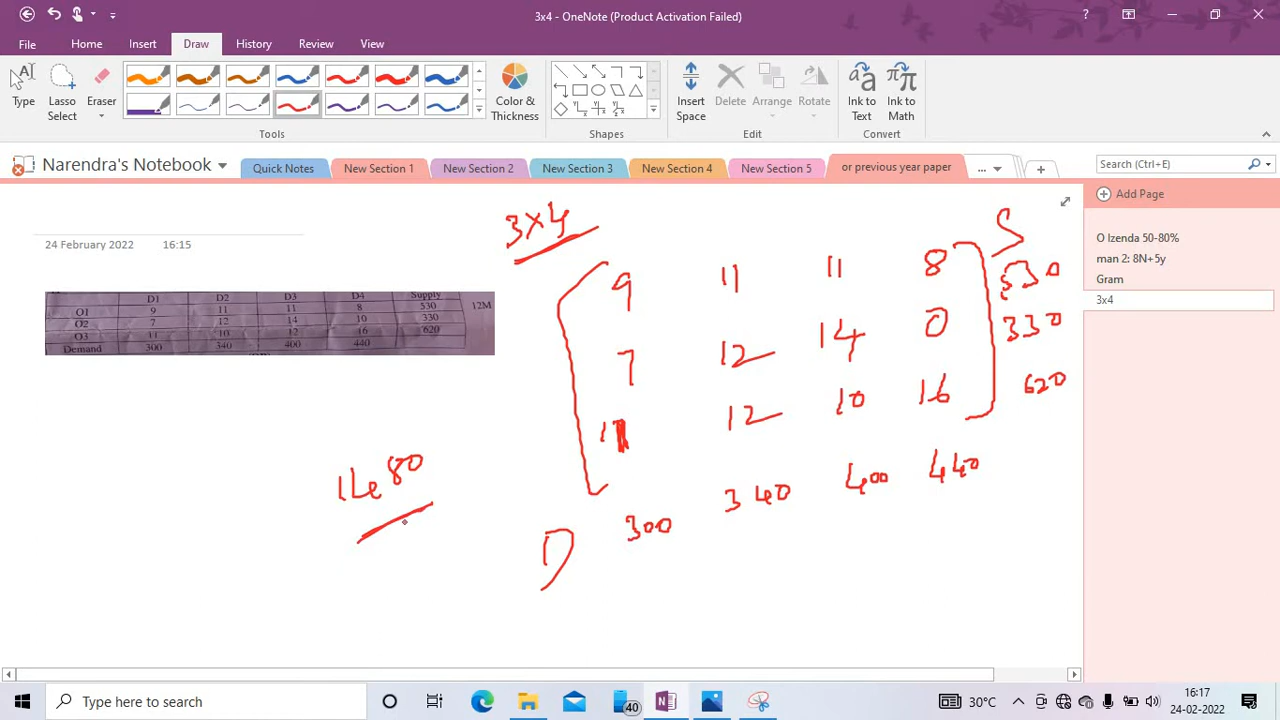 3x4 - OneNote (Product Activation Failed)
File Home Insert Draw History Review View
Type Lasso Select Eraser Color & Thickness Insert Space Delete Arrange Rotate Ink to Text Ink to Math
Tools Shapes Edit Convert
Narendra's Notebook Quick Notes New Section 1 New Section 2 New Section 3 New Section 4 New Section 5 or previous year paper ... Search (Ctrl+E)
Add Page
O Izenda 50-80%
man 2: 8N+5y
Gram
3x4
24 February 2022 16:15
D1 D2 D3 D4 Supply
O1 9 11 11 8 530 12M
O2 7 12 14 10 330
O3 11 10 12 16 620
Demand 300 340 400 440
3x4
S
9 11 11 8 530
7 12 14 0 330
11 12 10 16 620
D 300 340 400 440
1480
Type here to search 40 30°C 16:17
24-02-2022